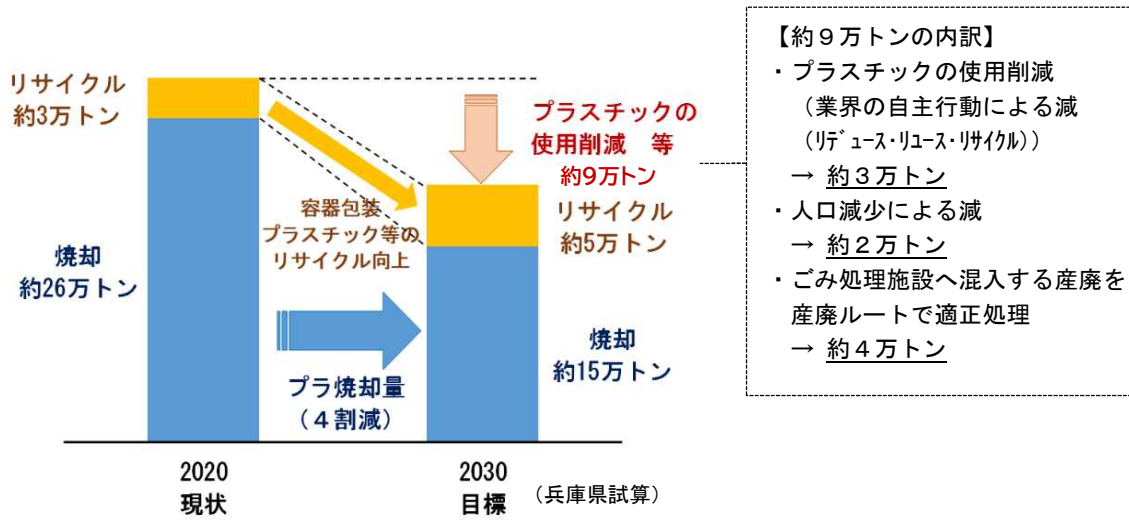 リサイクル
約3万トン
焼却
約26万トン
容器包装
プラスチック等の
リサイクル向上
プラ焼却量
（４割減）
プラスチックの
使用削減　等
約9万トン
リサイクル
約5万トン
焼却
約15万トン
2020
現状
2030
目標
（兵庫県試算）
【約９万トンの内訳】
・プラスチックの使用削減
（業界の自主行動による減
（ﾘﾃﾞｭｰｽ・ﾘﾕｰｽ・ﾘｻｲｸﾙ））
→ 約３万トン
・人口減少による減
→ 約２万トン
・ごみ処理施設へ混入する産廃を
産廃ルートで適正処理
→ 約４万トン